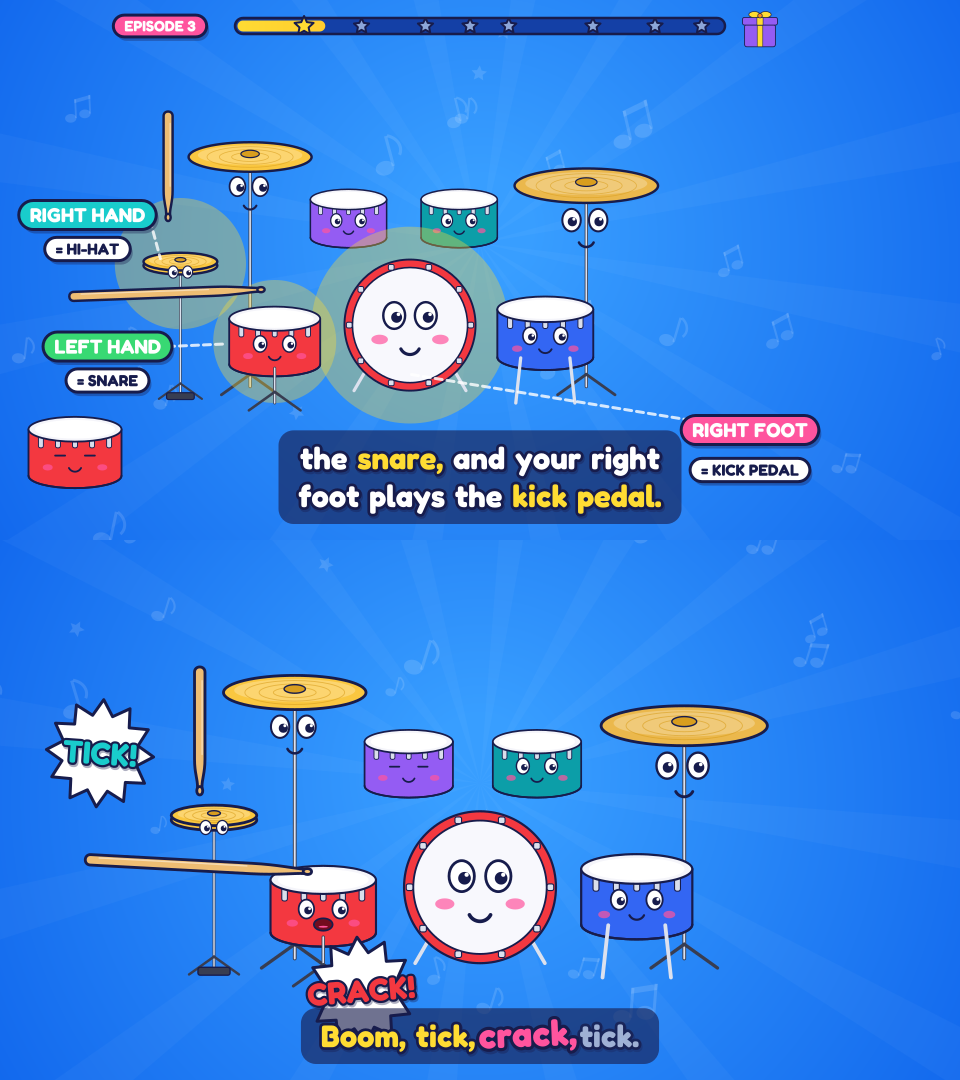 EPISODE 3
RIGHT HAND
= HI-HAT
LEFT HAND
= SNARE
RIGHT FOOT
= KICK PEDAL
the snare, and your right
foot plays the kick pedal.
TICK!
CRACK!
Boom, tick, crack, tick.